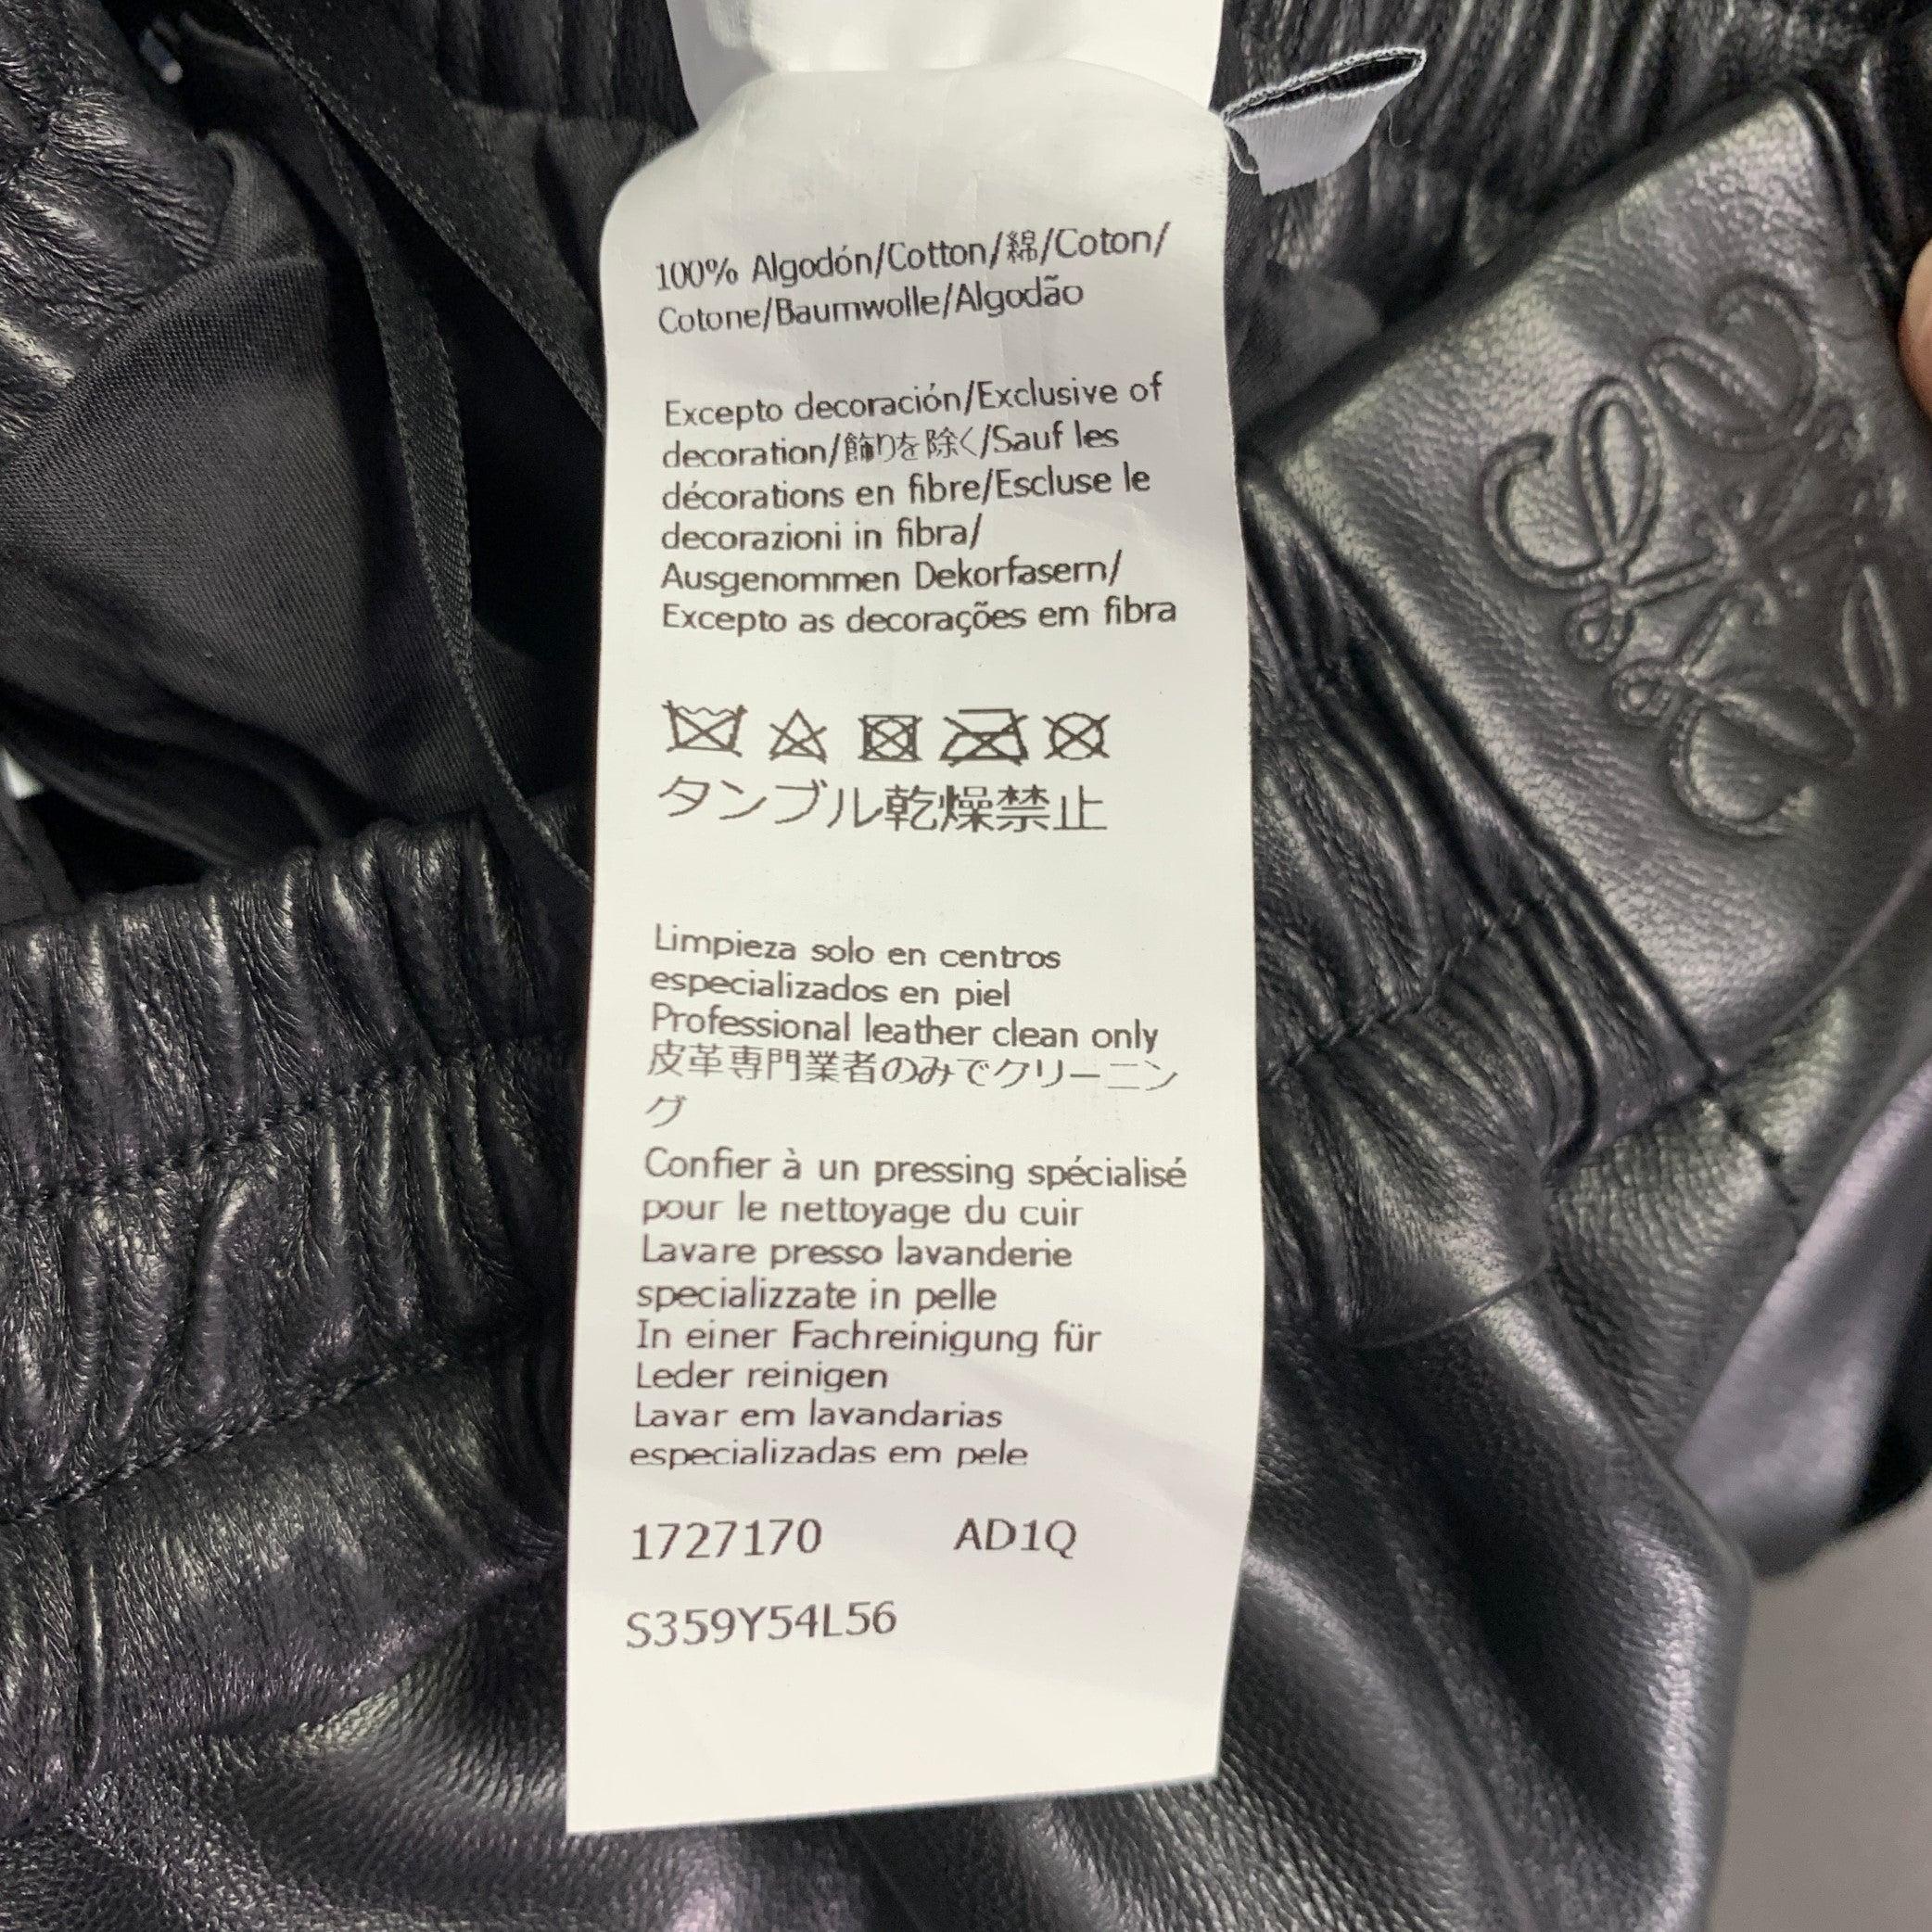 100% Algodón/Cotton/綿/Coton/
Cotone/Baumwolle/Algodão
Excepto decoración/Exclusive of
decoration/飾りを除く/Sauf les
décorations en fibre/Escluse le
decorazioni in fibra/
Ausgenommen Dekorfasern/
Excepto as decorações em fibra
タンブル乾燥禁止
Limpieza solo en centros
especializados en piel
Professional leather clean only
皮革専門業者のみでクリーニン
グ
Confier à un pressing spécialisé
pour le nettoyage du cuir
Lavare presso lavanderie
specializzate in pelle
In einer Fachreinigung für
Leder reinigen
Lavar em lavandarias
especializadas em pele
1727170 AD1Q
S359Y54L56